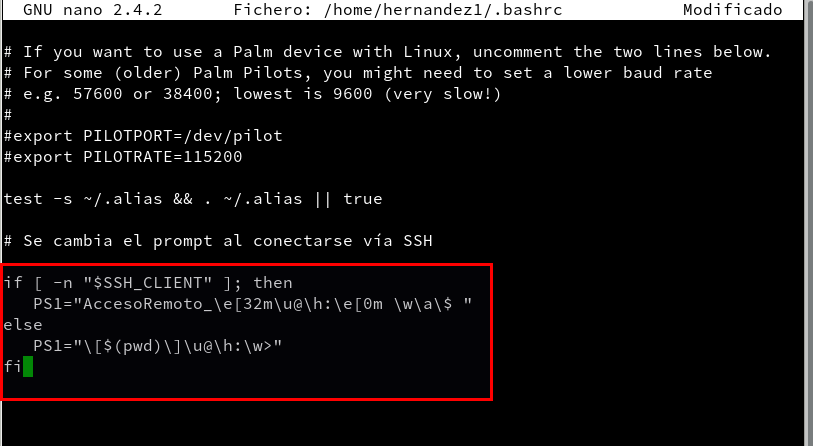 GNU nano 2.4.2 Fichero: /home/hernandez1/.bashrc Modificado
# If you want to use a Palm device with Linux, uncomment the two lines below.
# For some (older) Palm Pilots, you might need to set a lower baud rate
# e.g. 57600 or 38400; lowest is 9600 (very slow!)
#
#export PILOTPORT=/dev/pilot
#export PILOTRATE=115200
test -s ~/.alias && . ~/.alias || true
# Se cambia el prompt al conectarse vía SSH
if [ -n "$SSH_CLIENT" ]; then
PS1="AccesoRemoto_\e[32m\u@\h:\e[0m \w\a\$ "
else
PS1="\[$(pwd)\]\u@\h:\w>"
fi